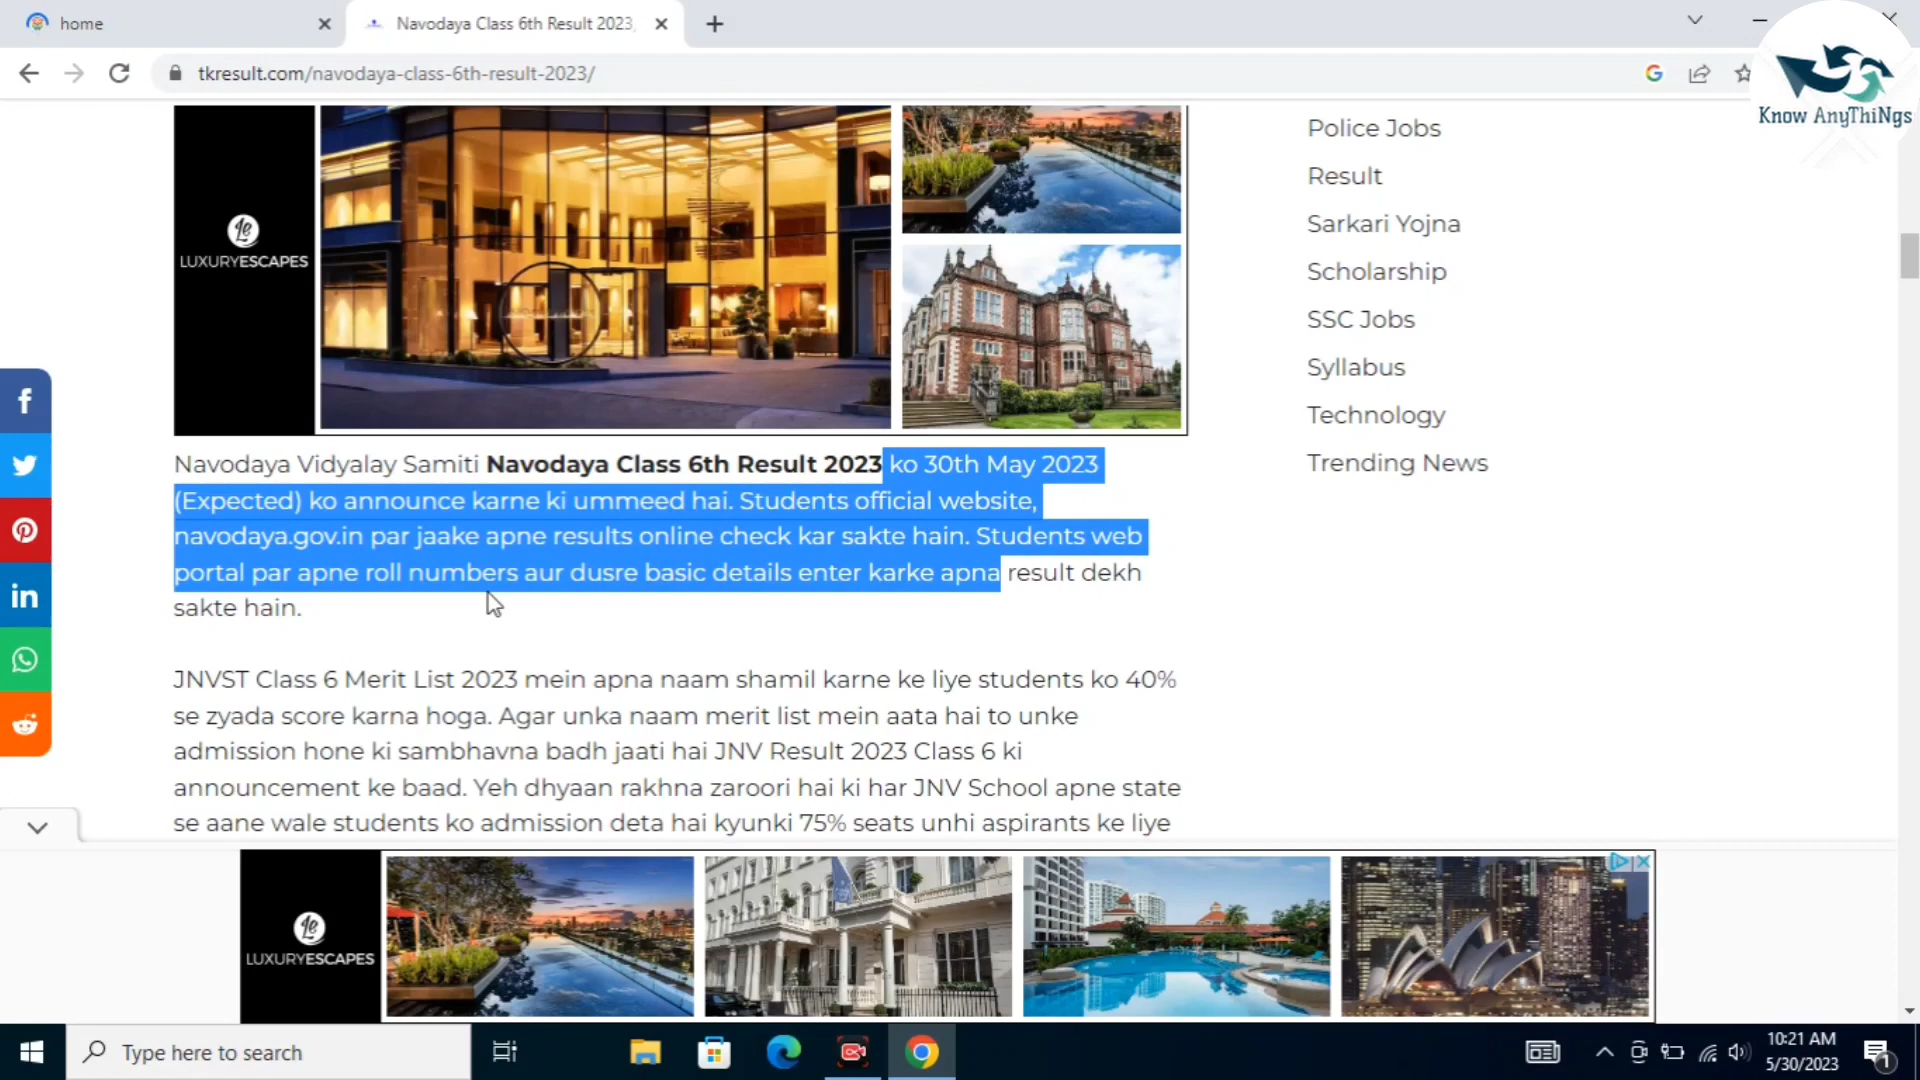 home
Navodaya Class 6th Result 2023,
tkresult.com/navodaya-class-6th-result-2023/
Know AnyThiNgs
LUXURYESCAPES
Police Jobs
Result
Sarkari Yojna
Scholarship
SSC Jobs
Syllabus
Technology
Trending News
Navodaya Vidyalay Samiti Navodaya Class 6th Result 2023 ko 30th May 2023
(Expected) ko announce karne ki ummeed hai. Students official website,
navodaya.gov.in par jaake apne results online check kar sakte hain. Students web
portal par apne roll numbers aur dusre basic details enter karke apna result dekh
sakte hain.
JNVST Class 6 Merit List 2023 mein apna naam shamil karne ke liye students ko 40%
se zyada score karna hoga. Agar unka naam merit list mein aata hai to unke
admission hone ki sambhavna badh jaati hai JNV Result 2023 Class 6 ki
announcement ke baad. Yeh dhyaan rakhna zaroori hai ki har JNV School apne state
se aane wale students ko admission deta hai kyunki 75% seats unhi aspirants ke liye
LUXURYESCAPES
Type here to search
10:21 AM
5/30/2023
1